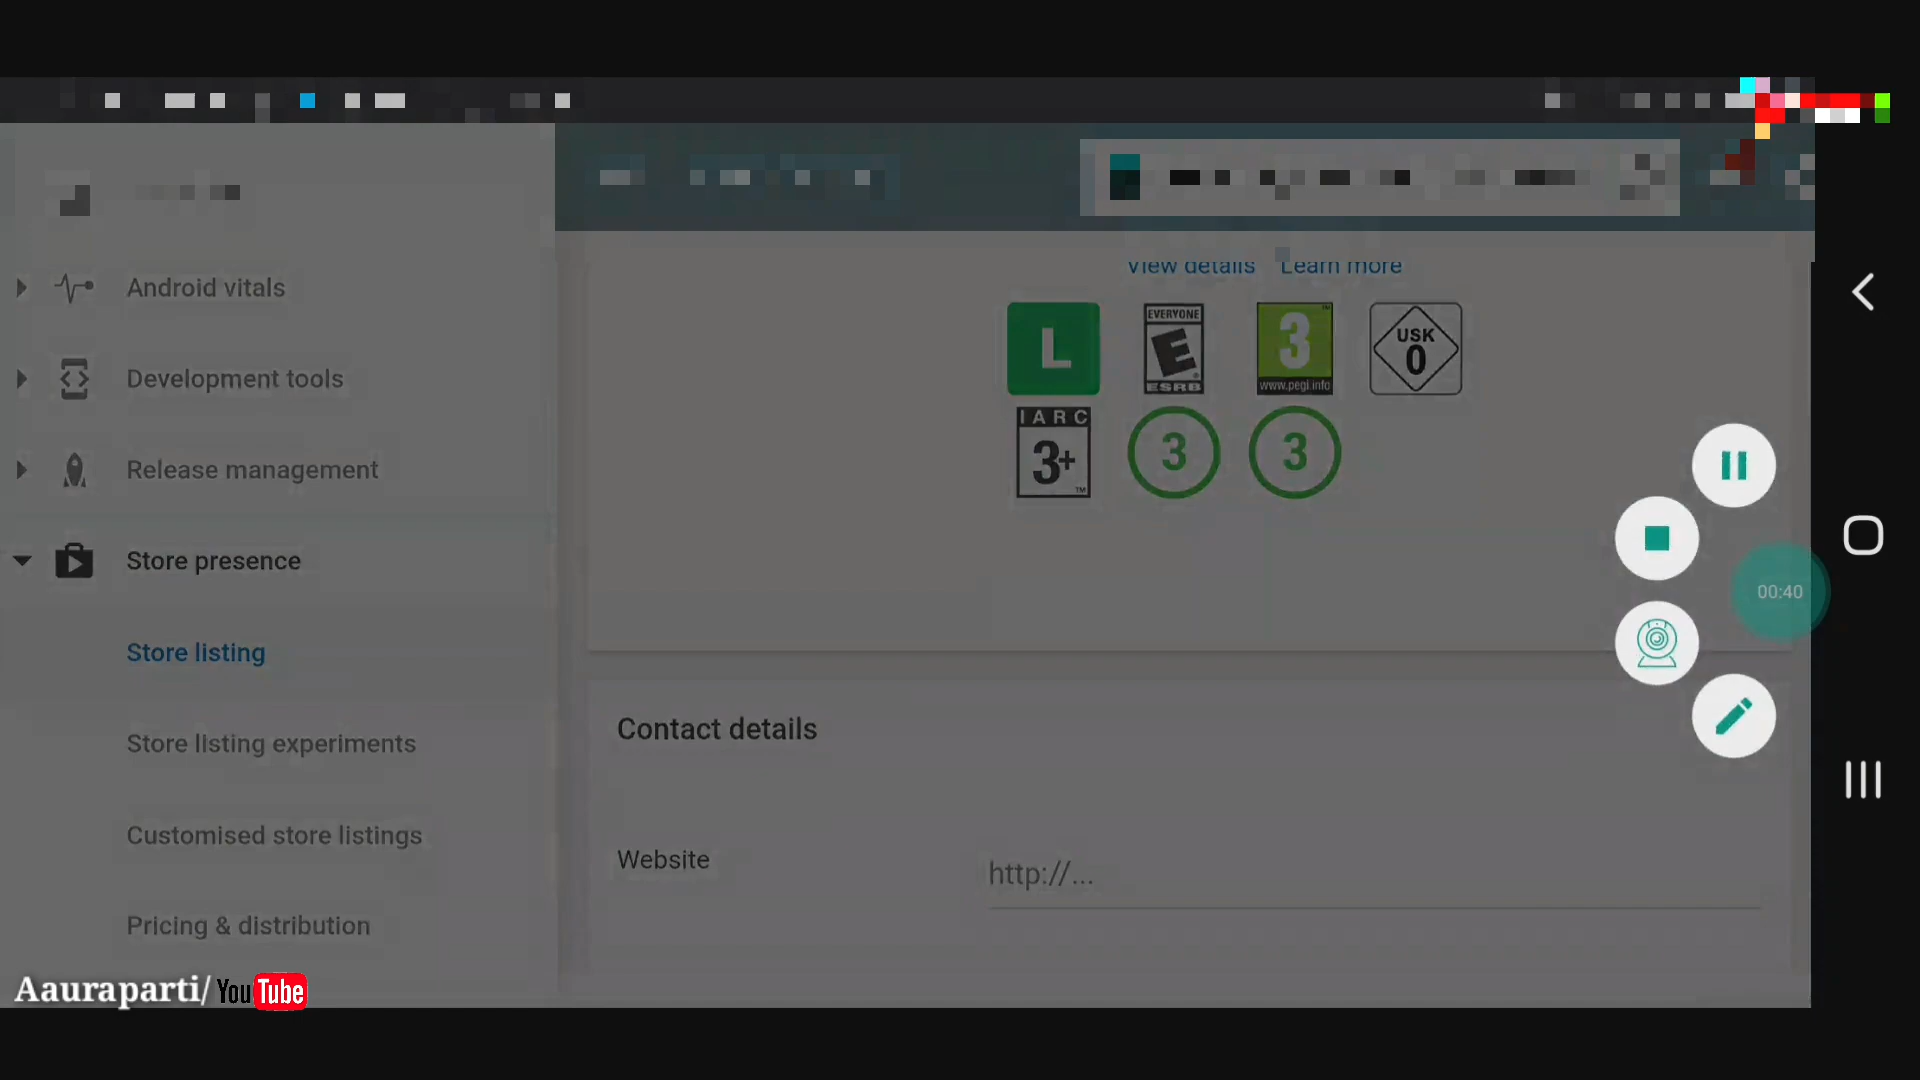 View details Learn more
Android vitals
L
EVERYONE
E
ESRB
3
www.pegi.info
USK
0
Development tools
IARC
3+
TM
3
3
Release management
Store presence
00:40
Store listing
Contact details
Store listing experiments
Customised store listings
Website
http://...
Pricing & distribution
Aauraparti/YouTube